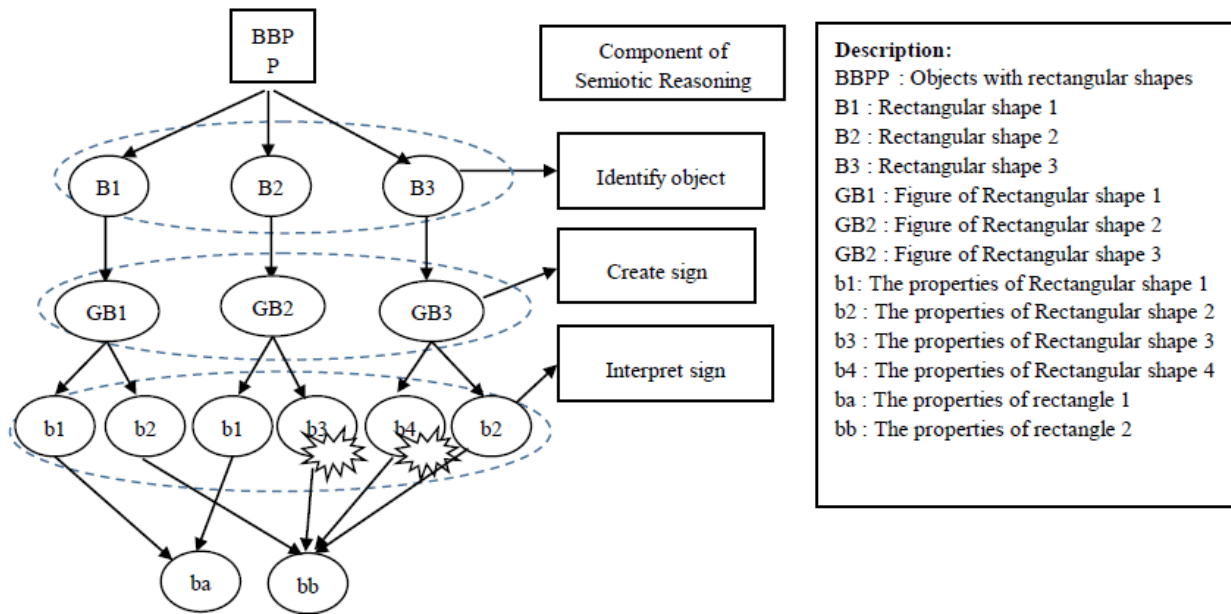 BBP
P
Component of
Semiotic Reasoning
B1
B2
B3
Identify object
GB1
GB2
GB3
Create sign
b1
b2
b1
b3
b4
b2
Interpret sign
ba
bb
Description:
BBPP : Objects with rectangular shapes
B1 : Rectangular shape 1
B2 : Rectangular shape 2
B3 : Rectangular shape 3
GB1 : Figure of Rectangular shape 1
GB2 : Figure of Rectangular shape 2
GB2 : Figure of Rectangular shape 3
b1: The properties of Rectangular shape 1
b2 : The properties of Rectangular shape 2
b3 : The properties of Rectangular shape 3
b4 : The properties of Rectangular shape 4
ba : The properties of rectangle 1
bb : The properties of rectangle 2